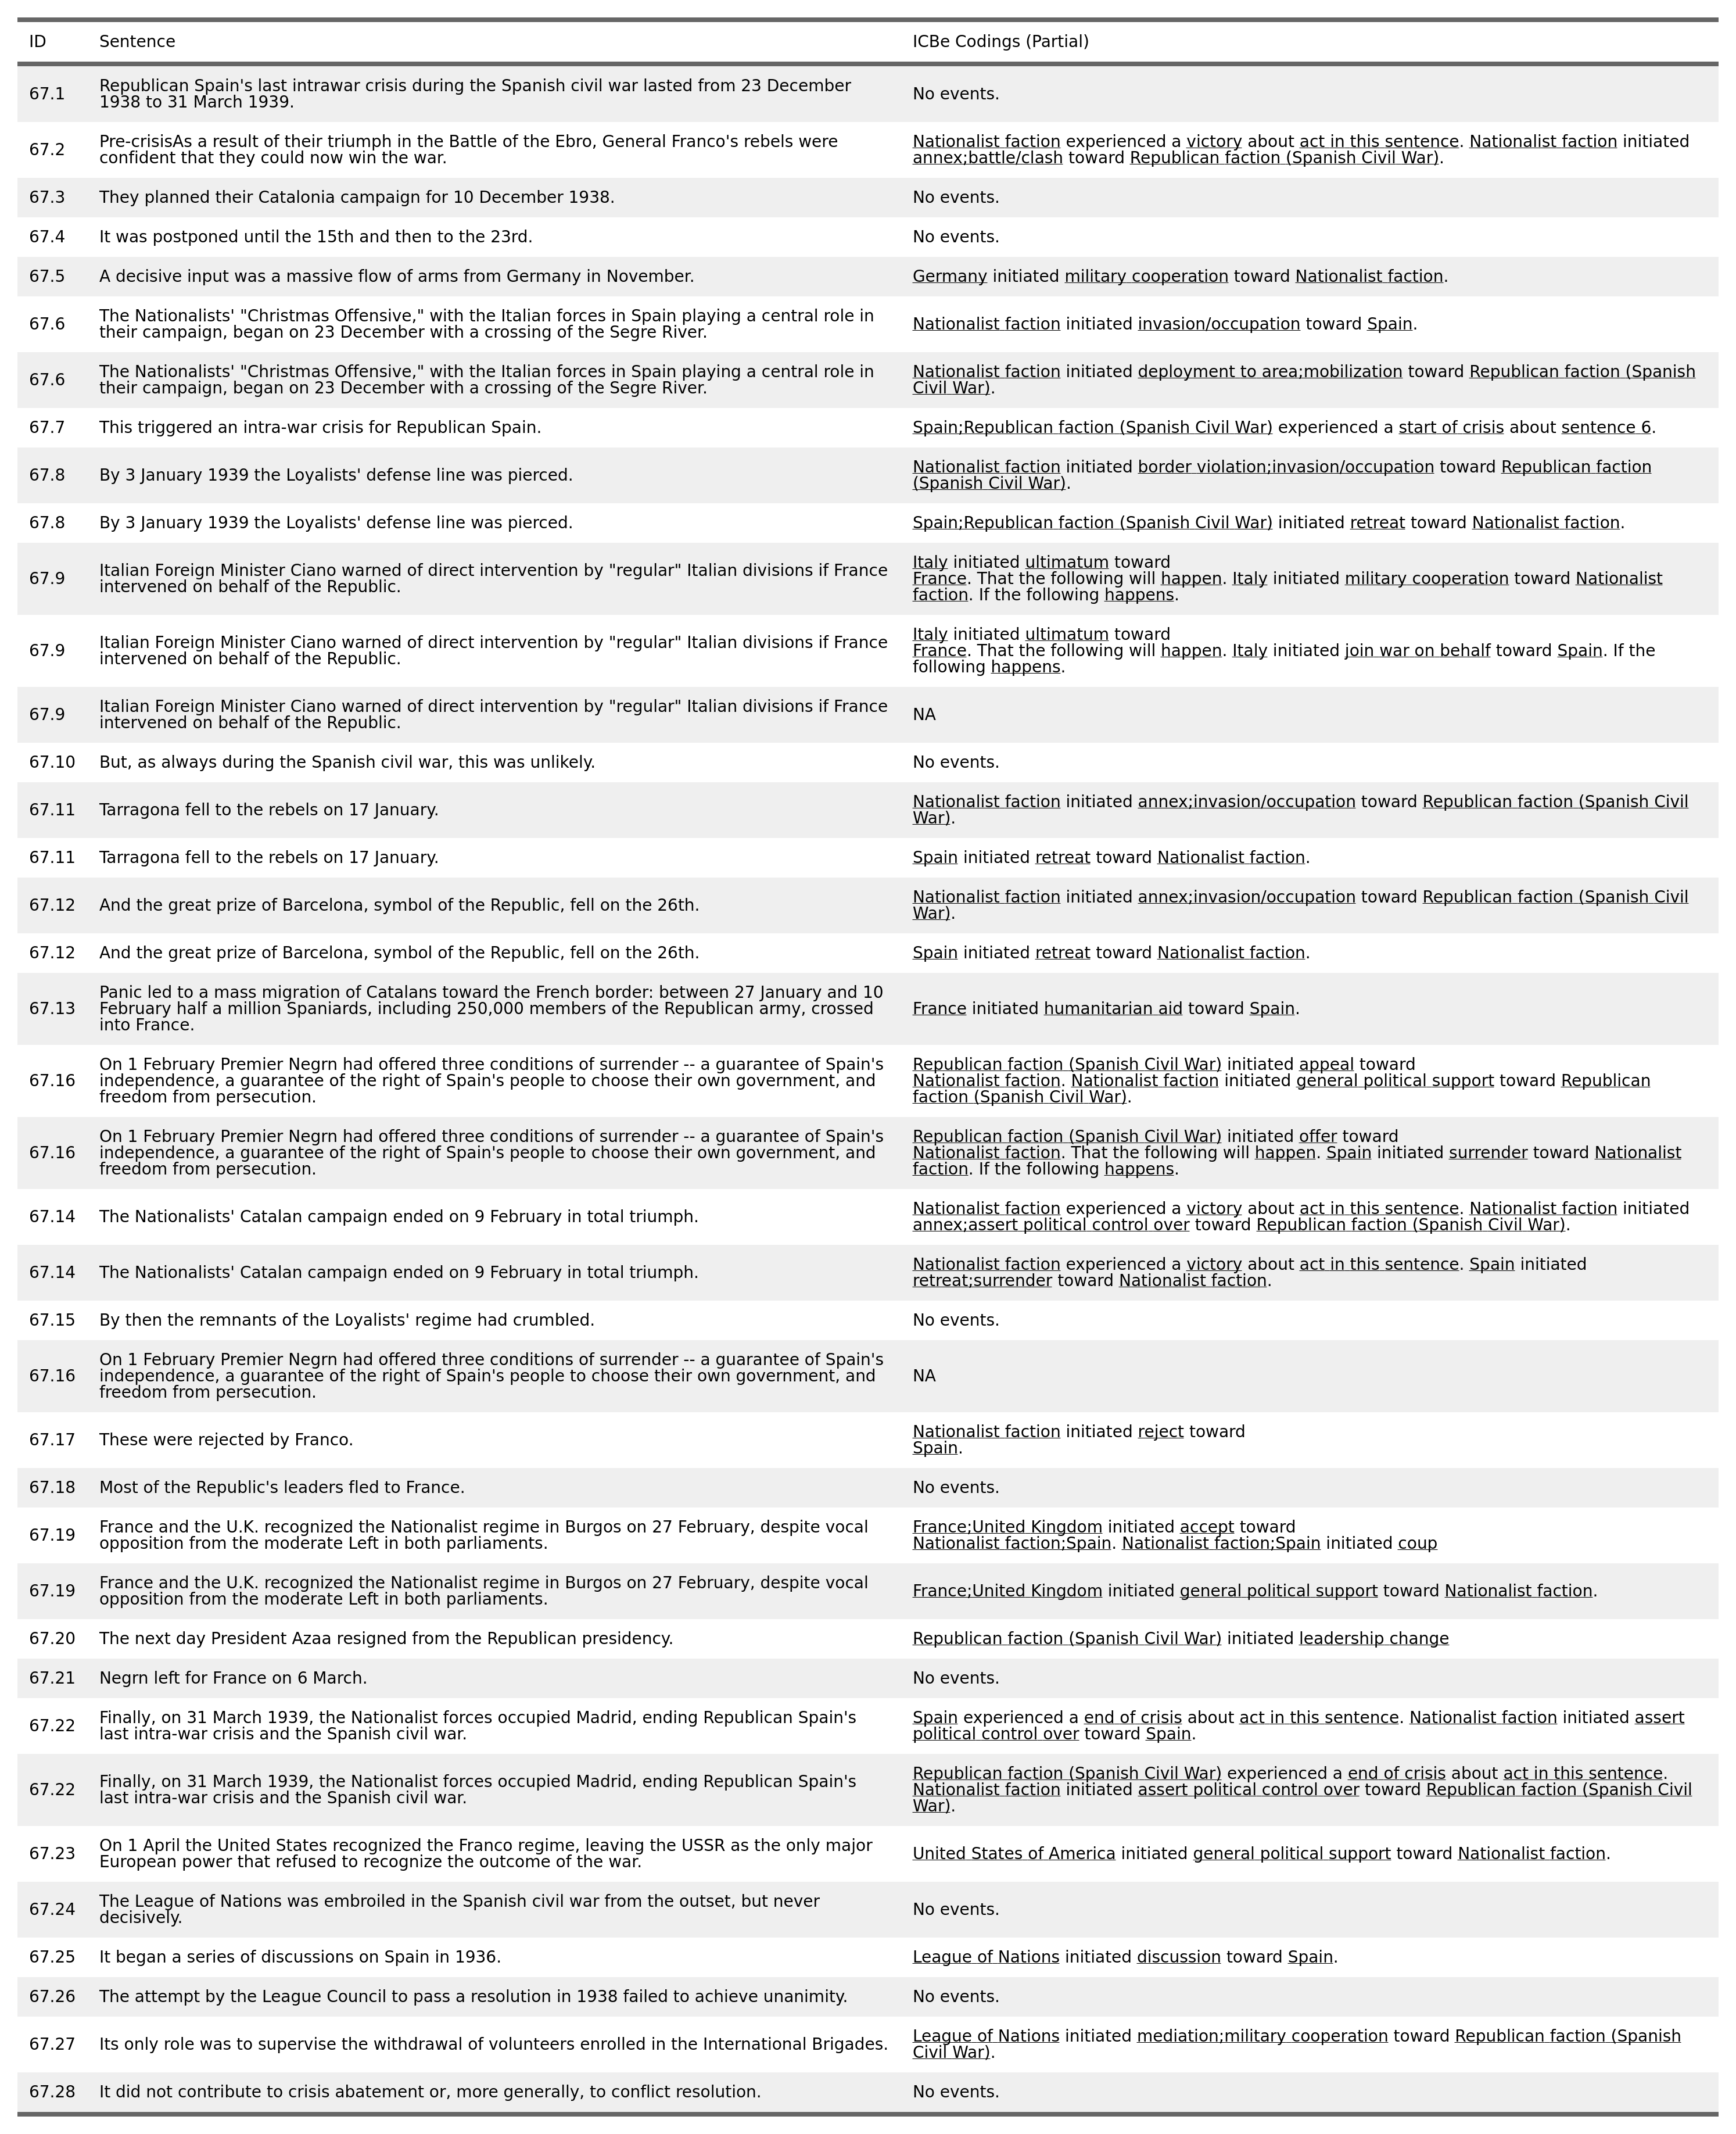 ID Sentence ICBe Codings (Partial)
67.1 Republican Spain's last intrawar crisis during the Spanish civil war lasted from 23 December
1938 to 31 March 1939.
No events.
67.2 Pre-crisisAs a result of their triumph in the Battle of the Ebro, General Franco's rebels were
confident that they could now win the war.
Nationalist faction experienced a victory about act in this sentence. Nationalist faction initiated
annex;battle/clash toward Republican faction (Spanish Civil War).
67.3 They planned their Catalonia campaign for 10 December 1938. No events.
67.4 It was postponed until the 15th and then to the 23rd. No events.
67.5 A decisive input was a massive flow of arms from Germany in November. Germany initiated military cooperation toward Nationalist faction.
67.6 The Nationalists' "Christmas Offensive," with the Italian forces in Spain playing a central role in
their campaign, began on 23 December with a crossing of the Segre River.
Nationalist faction initiated invasion/occupation toward Spain.
67.6 The Nationalists' "Christmas Offensive," with the Italian forces in Spain playing a central role in
their campaign, began on 23 December with a crossing of the Segre River.
Nationalist faction initiated deployment to area;mobilization toward Republican faction (Spanish
Civil War).
67.7 This triggered an intra-war crisis for Republican Spain. Spain;Republican faction (Spanish Civil War) experienced a start of crisis about sentence 6.
67.8 By 3 January 1939 the Loyalists' defense line was pierced.
Nationalist faction initiated border violation;invasion/occupation toward Republican faction
(Spanish Civil War).
67.8 By 3 January 1939 the Loyalists' defense line was pierced. Spain;Republican faction (Spanish Civil War) initiated retreat toward Nationalist faction.
67.9 Italian Foreign Minister Ciano warned of direct intervention by "regular" Italian divisions if France
intervened on behalf of the Republic.
Italy initiated ultimatum toward
France. That the following will happen. Italy initiated military cooperation toward Nationalist
faction. If the following happens.
67.9 Italian Foreign Minister Ciano warned of direct intervention by "regular" Italian divisions if France
intervened on behalf of the Republic.
Italy initiated ultimatum toward
France. That the following will happen. Italy initiated join war on behalf toward Spain. If the
following happens.
67.9 Italian Foreign Minister Ciano warned of direct intervention by "regular" Italian divisions if France
intervened on behalf of the Republic.
NA
67.10 But, as always during the Spanish civil war, this was unlikely. No events.
67.11 Tarragona fell to the rebels on 17 January.
Nationalist faction initiated annex;invasion/occupation toward Republican faction (Spanish Civil
War).
67.11 Tarragona fell to the rebels on 17 January. Spain initiated retreat toward Nationalist faction.
67.12 And the great prize of Barcelona, symbol of the Republic, fell on the 26th.
Nationalist faction initiated annex;invasion/occupation toward Republican faction (Spanish Civil
War).
67.12 And the great prize of Barcelona, symbol of the Republic, fell on the 26th. Spain initiated retreat toward Nationalist faction.
67.13 Panic led to a mass migration of Catalans toward the French border: between 27 January and 10
February half a million Spaniards, including 250,000 members of the Republican army, crossed
into France.
France initiated humanitarian aid toward Spain.
67.16 On 1 February Premier Negrn had offered three conditions of surrender -- a guarantee of Spain's
independence, a guarantee of the right of Spain's people to choose their own government, and
freedom from persecution.
Republican faction (Spanish Civil War) initiated appeal toward
Nationalist faction. Nationalist faction initiated general political support toward Republican
faction (Spanish Civil War).
67.16 On 1 February Premier Negrn had offered three conditions of surrender -- a guarantee of Spain's
independence, a guarantee of the right of Spain's people to choose their own government, and
freedom from persecution.
Republican faction (Spanish Civil War) initiated offer toward
Nationalist faction. That the following will happen. Spain initiated surrender toward Nationalist
faction. If the following happens.
67.14 The Nationalists' Catalan campaign ended on 9 February in total triumph.
Nationalist faction experienced a victory about act in this sentence. Nationalist faction initiated
annex;assert political control over toward Republican faction (Spanish Civil War).
67.14 The Nationalists' Catalan campaign ended on 9 February in total triumph.
Nationalist faction experienced a victory about act in this sentence. Spain initiated
retreat;surrender toward Nationalist faction.
67.15 By then the remnants of the Loyalists' regime had crumbled. No events.
67.16 On 1 February Premier Negrn had offered three conditions of surrender -- a guarantee of Spain's
independence, a guarantee of the right of Spain's people to choose their own government, and
freedom from persecution.
NA
67.17 These were rejected by Franco.
Nationalist faction initiated reject toward
Spain.
67.18 Most of the Republic's leaders fled to France. No events.
67.19 France and the U.K. recognized the Nationalist regime in Burgos on 27 February, despite vocal
opposition from the moderate Left in both parliaments.
France;United Kingdom initiated accept toward
Nationalist faction;Spain. Nationalist faction;Spain initiated coup
67.19 France and the U.K. recognized the Nationalist regime in Burgos on 27 February, despite vocal
opposition from the moderate Left in both parliaments.
France;United Kingdom initiated general political support toward Nationalist faction.
67.20 The next day President Azaa resigned from the Republican presidency. Republican faction (Spanish Civil War) initiated leadership change
67.21 Negrn left for France on 6 March. No events.
67.22 Finally, on 31 March 1939, the Nationalist forces occupied Madrid, ending Republican Spain's
last intra-war crisis and the Spanish civil war.
Spain experienced a end of crisis about act in this sentence. Nationalist faction initiated assert
political control over toward Spain.
67.22 Finally, on 31 March 1939, the Nationalist forces occupied Madrid, ending Republican Spain's
last intra-war crisis and the Spanish civil war.
Republican faction (Spanish Civil War) experienced a end of crisis about act in this sentence.
Nationalist faction initiated assert political control over toward Republican faction (Spanish Civil
War).
67.23 On 1 April the United States recognized the Franco regime, leaving the USSR as the only major
European power that refused to recognize the outcome of the war.
United States of America initiated general political support toward Nationalist faction.
67.24 The League of Nations was embroiled in the Spanish civil war from the outset, but never
decisively.
No events.
67.25 It began a series of discussions on Spain in 1936. League of Nations initiated discussion toward Spain.
67.26 The attempt by the League Council to pass a resolution in 1938 failed to achieve unanimity. No events.
67.27 Its only role was to supervise the withdrawal of volunteers enrolled in the International Brigades.
League of Nations initiated mediation;military cooperation toward Republican faction (Spanish
Civil War).
67.28 It did not contribute to crisis abatement or, more generally, to conflict resolution. No events.